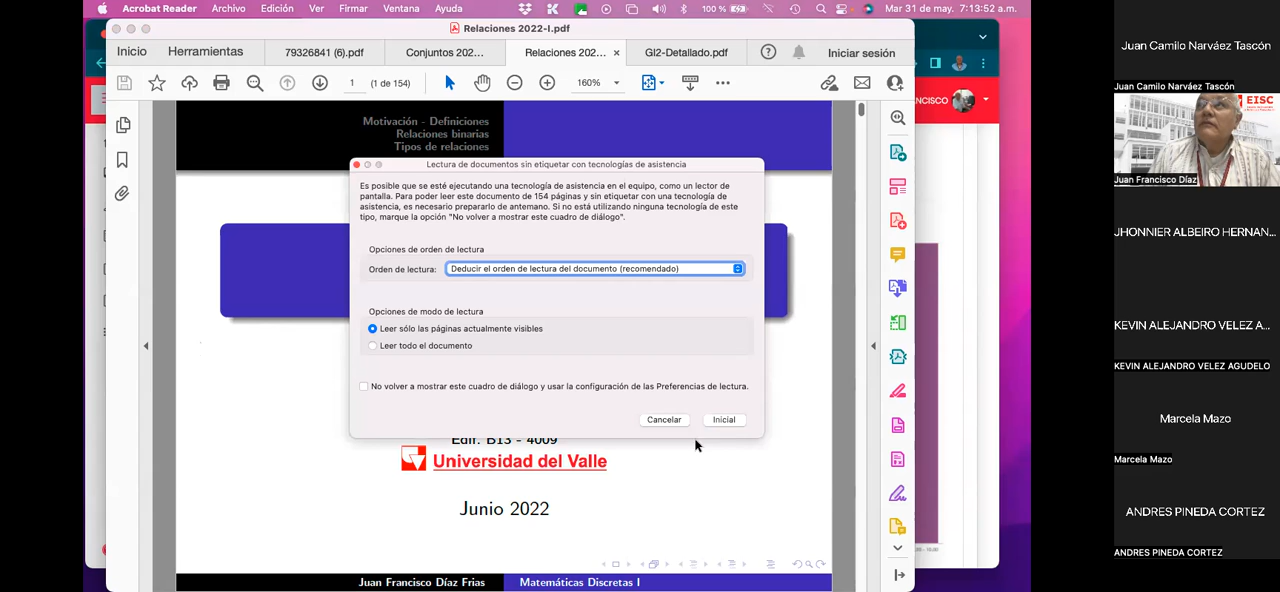 Acrobat Reader Archivo Edición Ver Firmar Ventana Ayuda 100 % Mar 31 de may. 7:13:52 a.m.
Relaciones 2022-I.pdf
Inicio Herramientas 79326841 (6).pdf Conjuntos 202... Relaciones 202... × GI2-Detallado.pdf Iniciar sesión
1 (1 de 154) 160%
NCISCO
Motivación - Definiciones
Relaciones binarias
Tipos de relaciones
Lectura de documentos sin etiquetar con tecnologías de asistencia
Es posible que se esté ejecutando una tecnología de asistencia en el equipo, como un lector de
pantalla. Para poder leer este documento de 154 páginas y sin etiquetar con una tecnología de
asistencia, es necesario prepararlo de antemano. Si no está utilizando ninguna tecnología de este
tipo, marque la opción "No volver a mostrar este cuadro de diálogo".
Opciones de orden de lectura
Orden de lectura: Deducir el orden de lectura del documento (recomendado)
Opciones de modo de lectura
Leer sólo las páginas actualmente visibles
Leer todo el documento
No volver a mostrar este cuadro de diálogo y usar la configuración de las Preferencias de lectura.
Cancelar Inicial
Edif. B13 - 4009
Universidad del Valle
Junio 2022
Juan Francisco Díaz Frias Matemáticas Discretas I
Juan Camilo Narváez Tascón
Juan Camilo Narváez Tascón
EISC
Juan Francisco Díaz
JHONNIER ALBEIRO HERNAN...
KEVIN ALEJANDRO VELEZ A...
KEVIN ALEJANDRO VELEZ AGUDELO
Marcela Mazo
Marcela Mazo
ANDRES PINEDA CORTEZ
ANDRES PINEDA CORTEZ